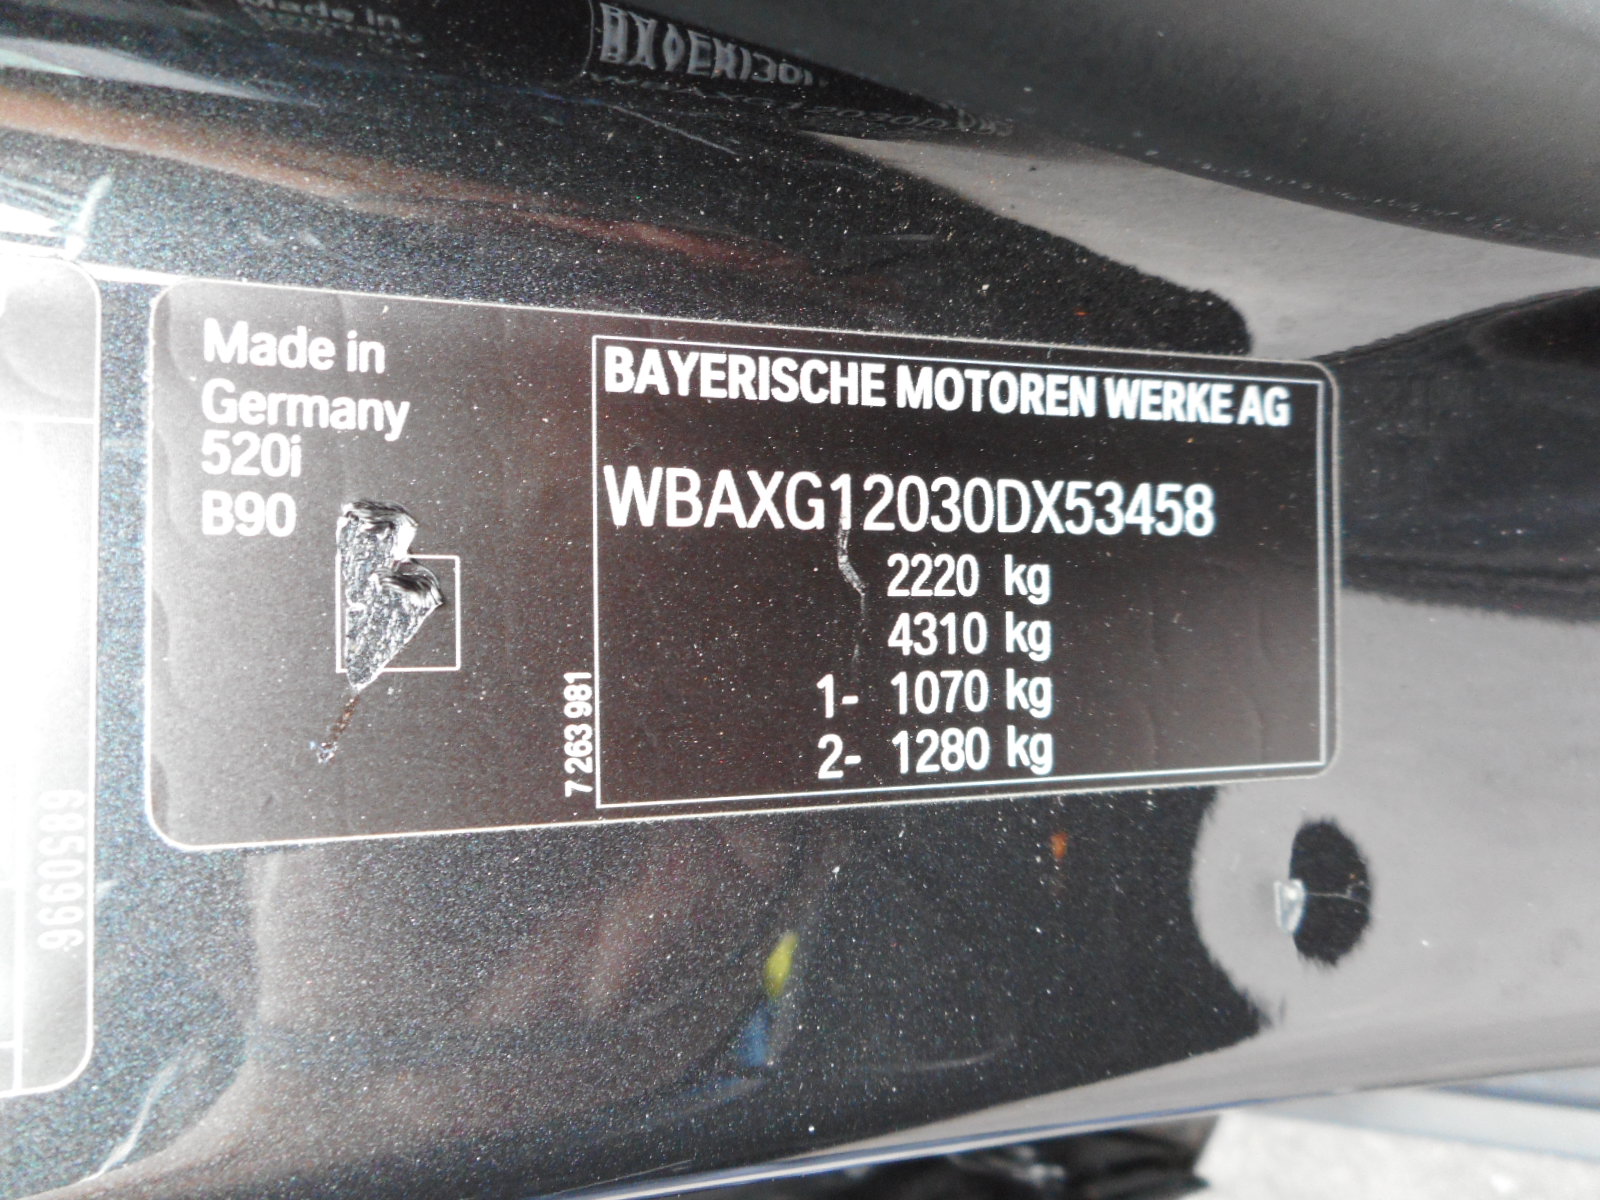 Made in
Germany
520i
B90
7 263 981
BAYERISCHE MOTOREN WERKE AG
WBAXG12030DX53458
2220 kg
4310 kg
1- 1070 kg
2- 1280 kg
6850996